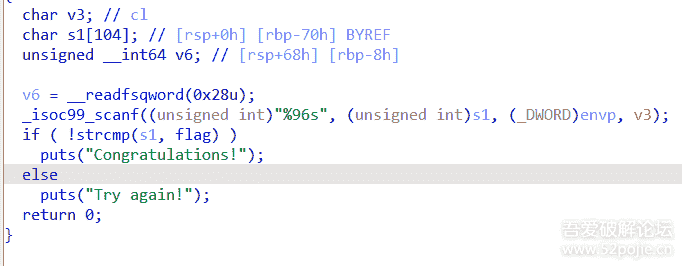 {
char v3; // cl
char s1[104]; // [rsp+0h] [rbp-70h] BYREF
unsigned __int64 v6; // [rsp+68h] [rbp-8h]
v6 = __readfsqword(0x28u);
_isoc99_scanf((unsigned int)"%96s", (unsigned int)s1, (_DWORD)envp, v3);
if ( !strcmp(s1, flag) )
puts("Congratulations!");
else
puts("Try again!");
return 0;
}
吾爱破解论坛
www.52pojie.cn